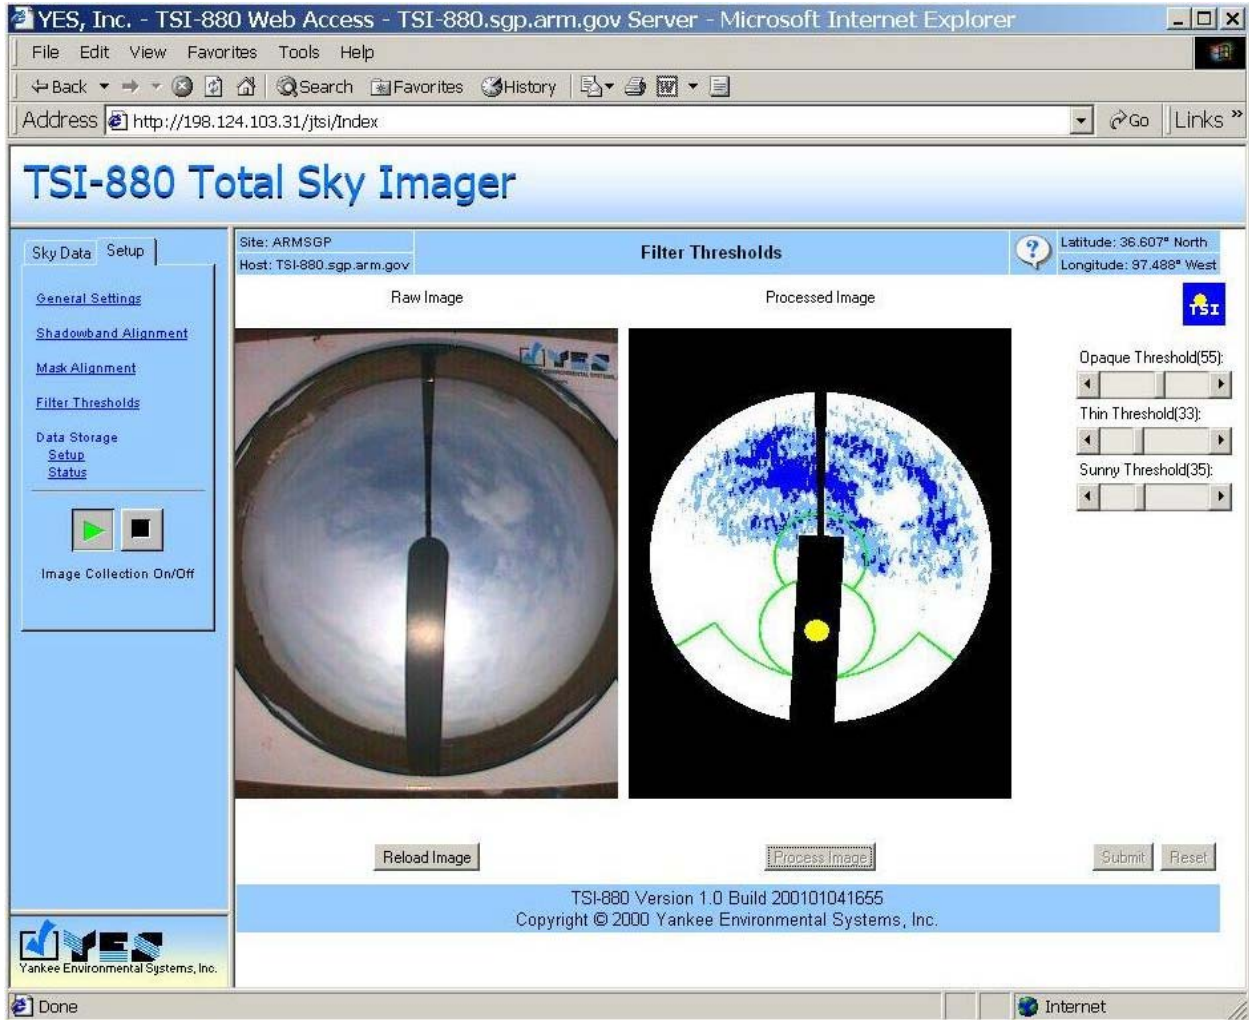 YES, Inc. - TSI-880 Web Access - TSI-880.sgp.arm.gov Server - Microsoft Internet Explorer
File Edit View Favorites Tools Help
Back Search Favorites History
Address http://198.124.103.31/jtsi/Index Go Links »
TSI-880 Total Sky Imager
Sky Data Setup
General Settings
Shadowband Alignment
Mask Alignment
Filter Thresholds
Data Storage
Setup
Status
Image Collection On/Off
Site: ARMSGP
Host: TSI-880.sgp.arm.gov
Filter Thresholds
?
Latitude: 36.607° North
Longitude: 97.488° West
Raw Image
Processed Image
TSI
YES
Opaque Threshold(55):
Thin Threshold(33):
Sunny Threshold(35):
Reload Image
Process Image
Submit Reset
TSI-880 Version 1.0 Build 200101041655
Copyright © 2000 Yankee Environmental Systems, Inc.
YES
Yankee Environmental Systems, Inc.
Done
Internet